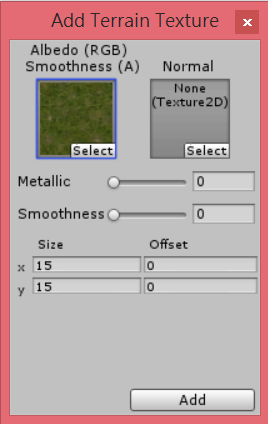 Add Terrain Texture
x
Albedo (RGB)
Smoothness (A)
Normal
None
(Texture2D)
Select
Select
Metallic
0
Smoothness
0
Size
Offset
x
15
0
y
15
0
Add